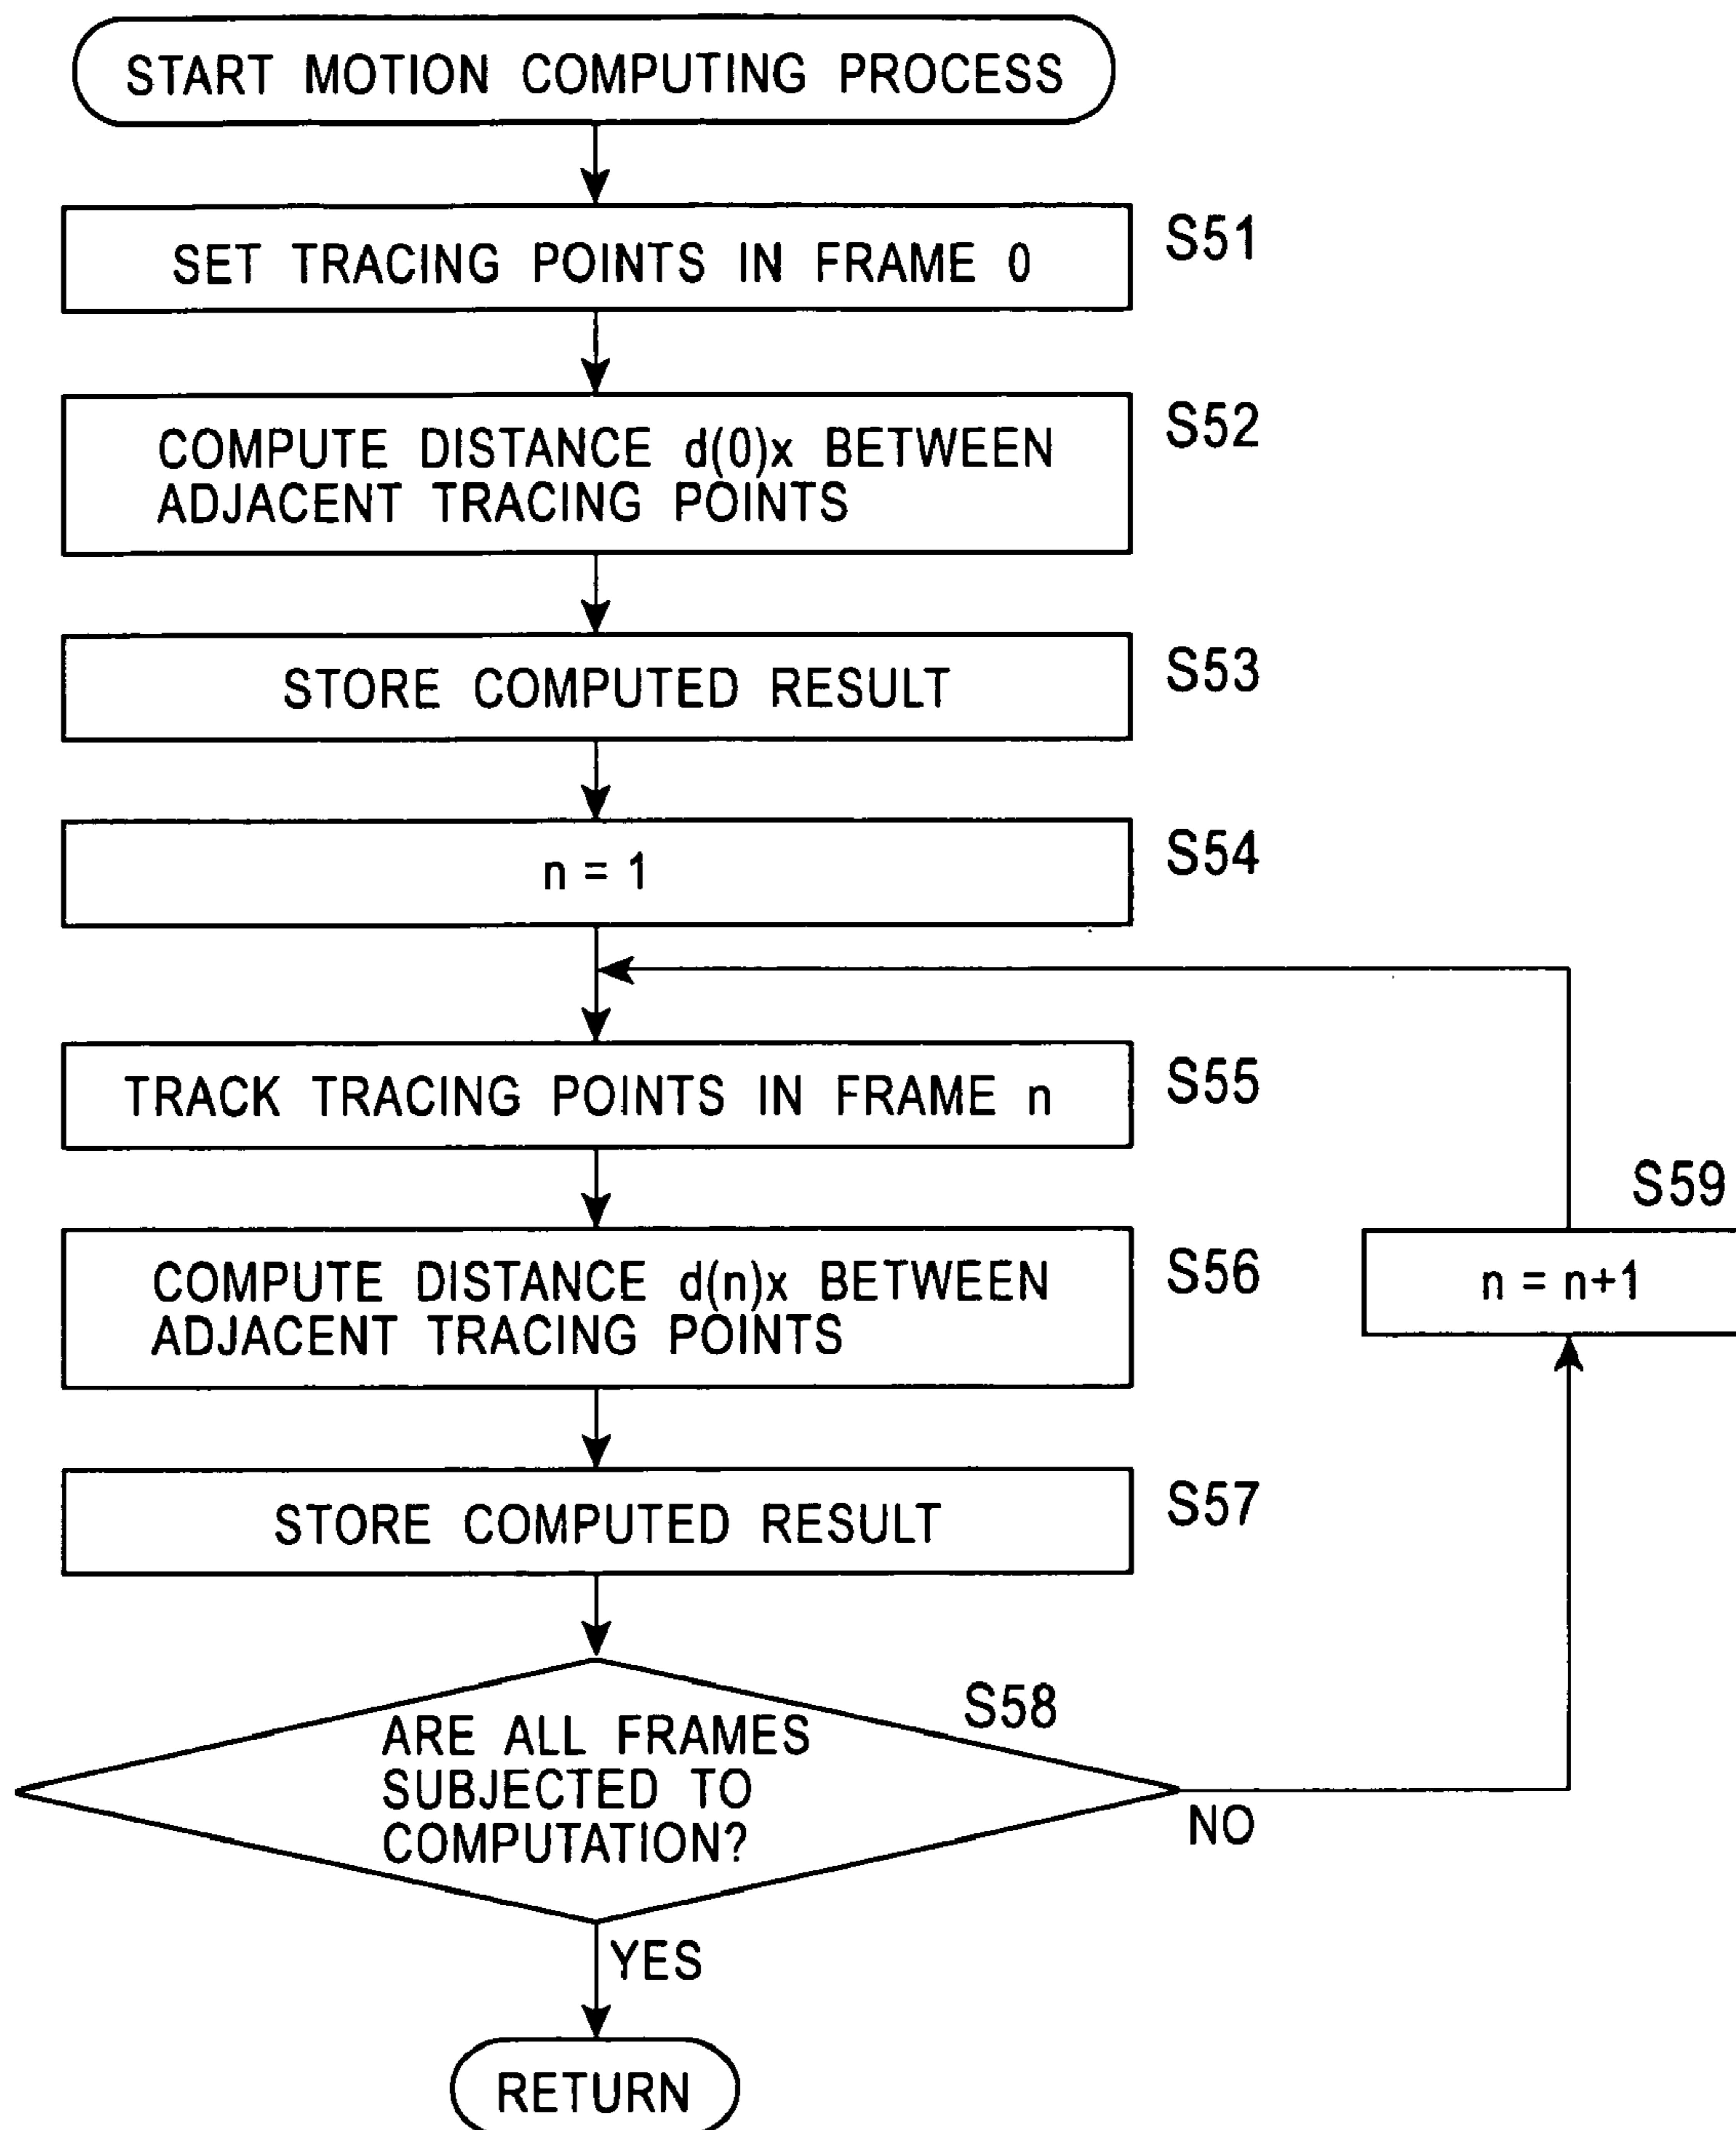 START MOTION COMPUTING PROCESS
SET TRACING POINTS IN FRAME 0
S51
COMPUTE DISTANCE d(0)x BETWEEN
ADJACENT TRACING POINTS
S52
STORE COMPUTED RESULT
S53
n = 1
S54
TRACK TRACING POINTS IN FRAME n
S55
COMPUTE DISTANCE d(n)x BETWEEN
ADJACENT TRACING POINTS
S56
S59
n = n+1
STORE COMPUTED RESULT
S57
S58
ARE ALL FRAMES
SUBJECTED TO
COMPUTATION?
NO
YES
RETURN